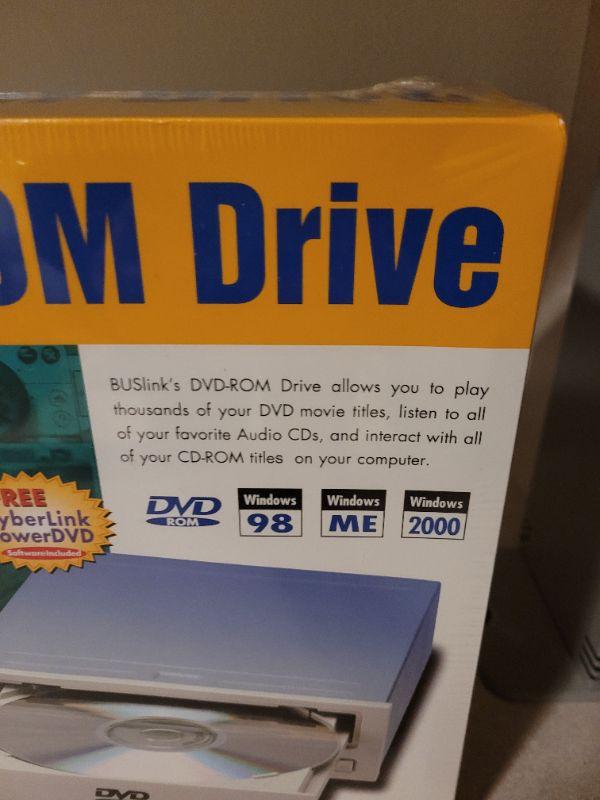 OM Drive
BUSlink's DVD-ROM Drive allows you to play
thousands of your DVD movie titles, listen to all
of your favorite Audio CDs, and interact with all
of your CD-ROM titles on your computer.
DVD ROM
Windows 98
Windows ME
Windows 2000
REE
yberLink
owerDVD
Software Included
DVD